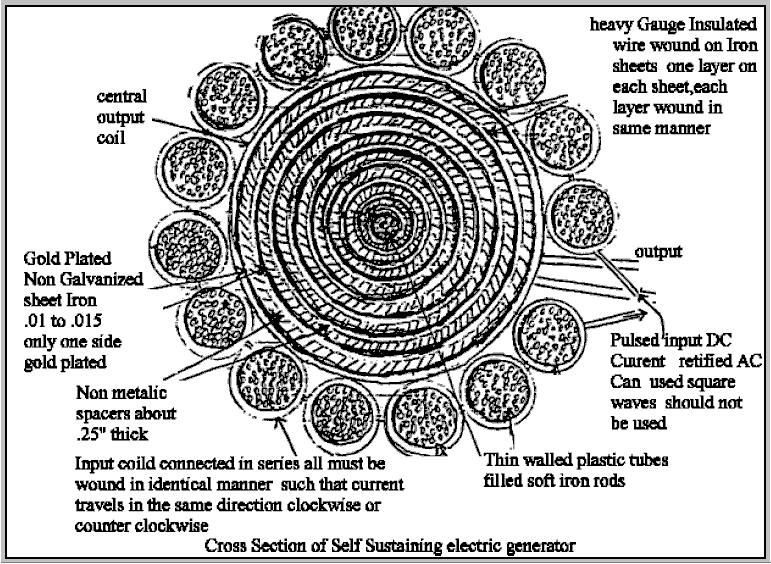 heavy Gauge Insulated
wire wound on Iron
sheets one layer on
each sheet,each
layer wound in
same manner
central
output
coil
output
Gold Plated
Non Galvanized
sheet Iron
.01 to .015
only one side
gold plated
Pulsed input DC
Current retified AC
Can used square
waves should not
be used
Non metalic
spacers about
.25" thick
Thin walled plastic tubes
filled soft iron rods
Input coild connected in series all must be
wound in identical manner such that current
travels in the same direction clockwise or
counter clockwise
Cross Section of Self Sustaining electric generator